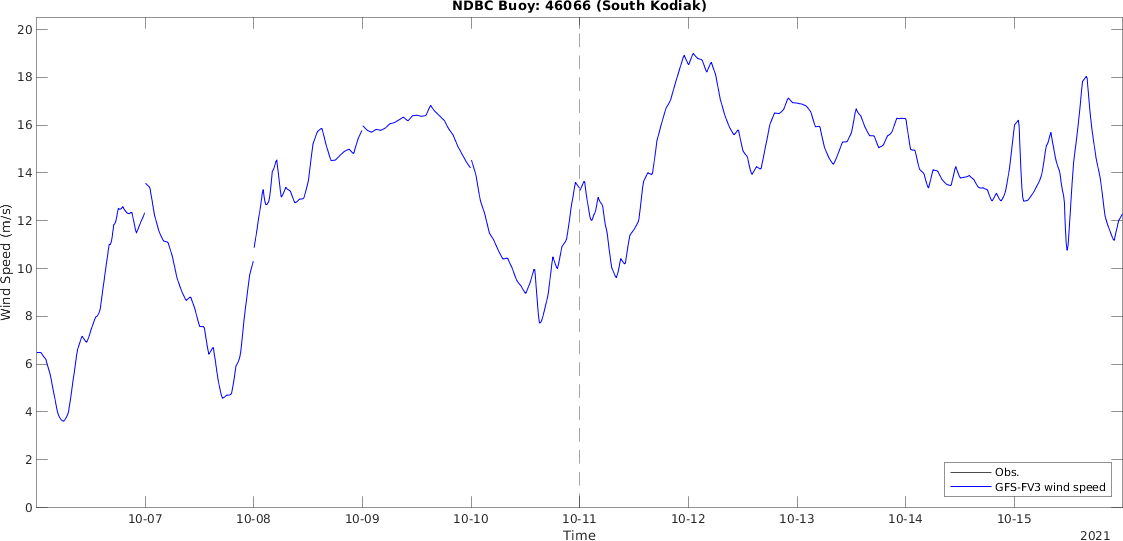 NDBC Buoy: 46066 (South Kodiak)
Wind Speed (m/s)
20
18
16
14
12
10
8
6
4
2
0
Obs.
GFS-FV3 wind speed
10-07 10-08 10-09 10-10 10-11 10-12 10-13 10-14 10-15
Time
2021